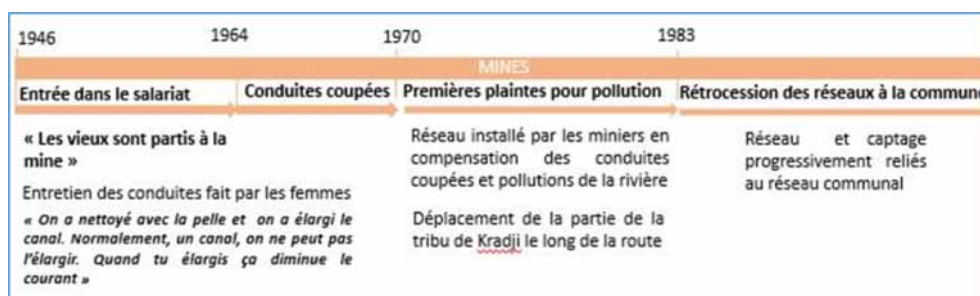 1946 1964 1970 1983
MINES
Entrée dans le salariat
Conduites coupées
Premières plaintes pour pollution
Rétrocession des réseaux à la commune
« Les vieux sont partis à la
mine »
Entretien des conduites fait par les femmes
« On a nettoyé avec la pelle et on a élargi le
canal. Normalement, un canal, on ne peut pas
l'élargir. Quand tu élargis ça diminue le
courant »
Réseau installé par les miniers en
compensation des conduites
coupées et pollutions de la rivière
Déplacement de la partie de la
tribu de Kradji le long de la route
Réseau et captage
progressivement reliés
au réseau communal